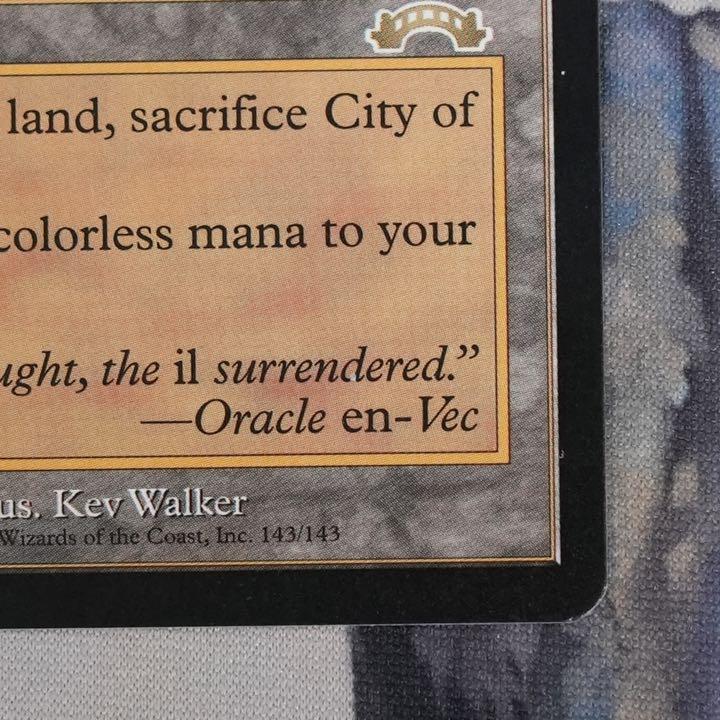 land, sacrifice City of
colorless mana to your
ught, the il surrendered.”
—Oracle en-Vec
us. Kev Walker
Wizards of the Coast, Inc. 143/143